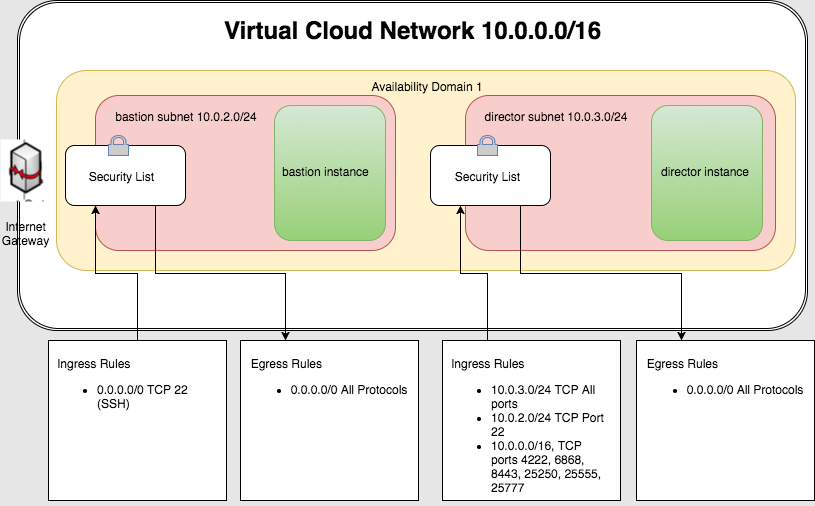 Virtual Cloud Network 10.0.0.0/16
Availability Domain 1
bastion subnet 10.0.2.0/24
director subnet 10.0.3.0/24
Security List
bastion instance
Security List
director instance
Internet
Gateway
Ingress Rules
• 0.0.0.0/0 TCP 22
(SSH)
Egress Rules
• 0.0.0.0/0 All Protocols
Ingress Rules
• 10.0.3.0/24 TCP All
ports
• 10.0.2.0/24 TCP Port
22
• 10.0.0.0/16, TCP
ports 4222, 6868,
8443, 25250, 25555,
25777
Egress Rules
• 0.0.0.0/0 All Protocols